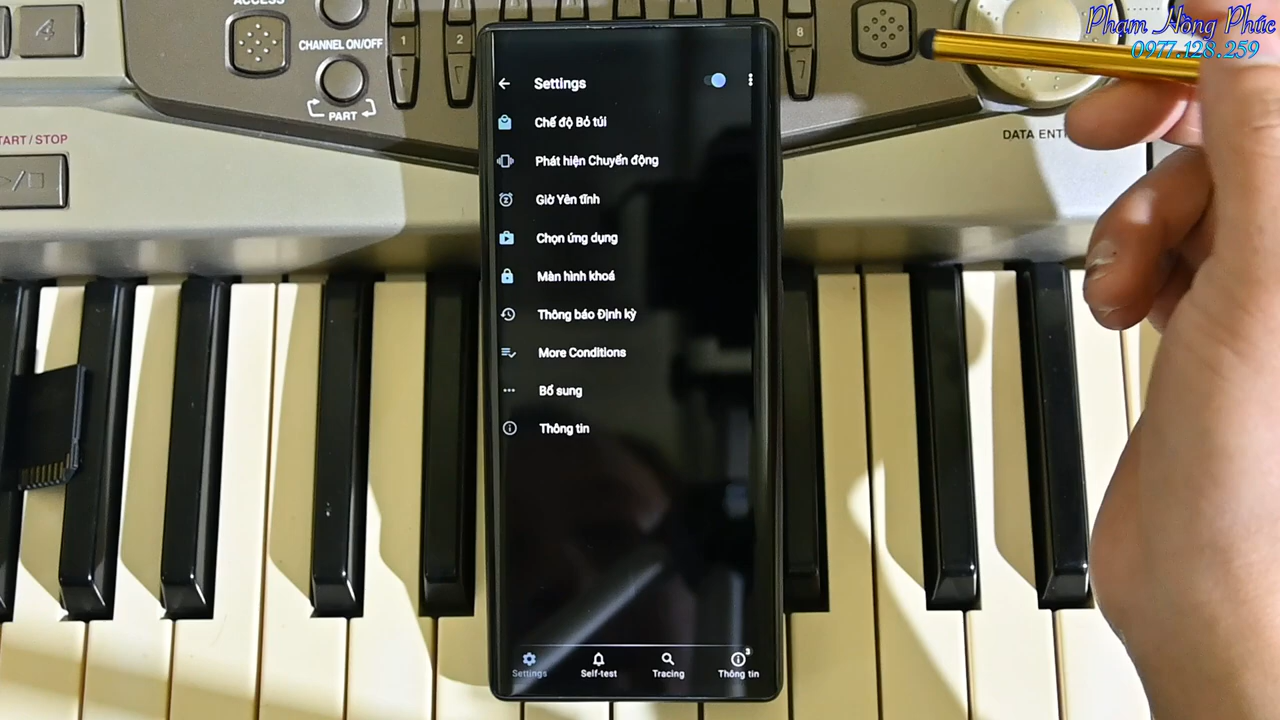 ACCESS
Phạm Hồng Phúc
0977.128.259
4
CHANNEL ON/OFF
1
2
8
PART
TART / STOP
DATA ENT
Settings
Chế độ Bỏ túi
Phát hiện Chuyển động
Giờ Yên tĩnh
Chọn ứng dụng
Màn hình khoá
Thông báo Định kỳ
More Conditions
Bổ sung
Thông tin
3
Settings
Self-test
Tracing
Thông tin